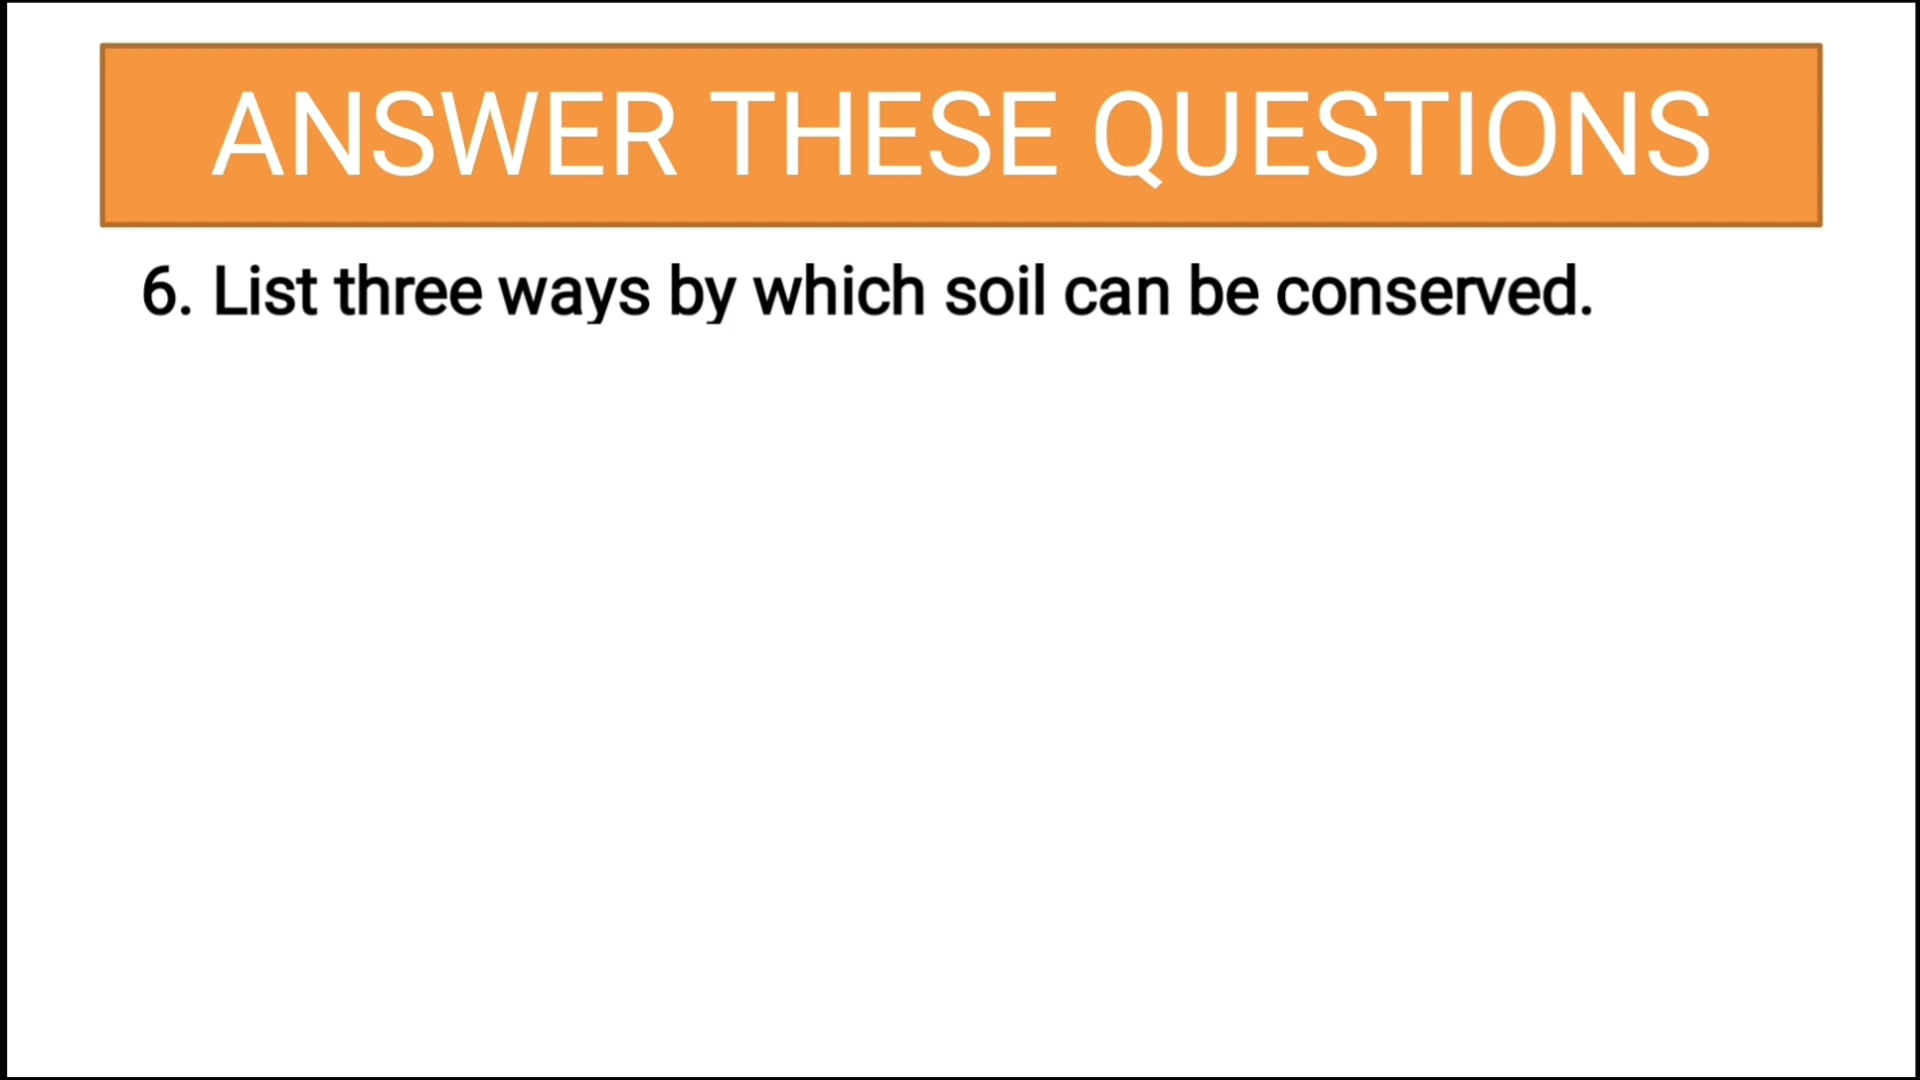 ANSWER THESE QUESTIONS
6. List three ways by which soil can be conserved.